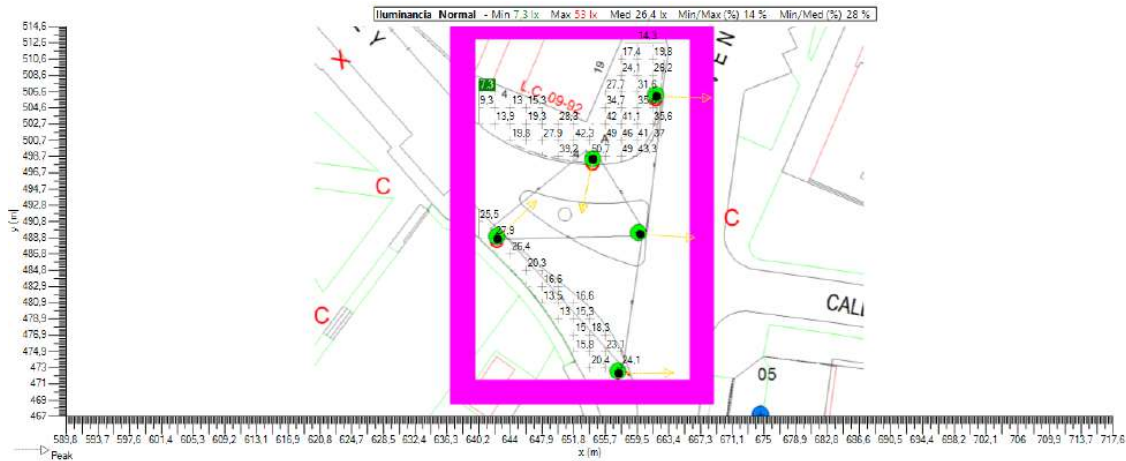 Iluminancia Normal - Min 7,3 lx Max 53 lx Med 26,4 lx Min/Max (%) 14 % Min/Med (%) 28 %
514,6
512,6
510,6
508,6
506,6
504,6
502,7
500,7
498,7
496,7
494,7
492,7
490,8
488,8
486,8
484,8
482,8
480,9
478,9
476,9
474,9
473
471
469
467
y (m)
Y
X
C
C
C
EN
19
14,3
17,4 19,8
24,1 26,2
7,3
4
L.C. 09-92
27,7 31,6
9,3 13 15,3
34,7
13,9 19,3 28,3
42 41,1 35,6
19,8 27,9 42,3
A
49 46 41 37
39,2
4
50,7 49 43,3
25,5
27,9
26,4
20,3
16,6
13,5 16,6
13 15,3
15 18,3
15,8 23,1
20,4 24,1
CALL
05
589,8 593,7 597,6 601,4 605,3 609,2 613,1 616,9 620,8 624,7 628,5 632,4 636,3 640,2 644 647,9 651,8 655,7 659,5 663,4 667,3 671,1 675 678,9 682,8 686,6 690,5 694,4 698,2 702,1 706 709,9 713,7 717,6
x (m)
Peak